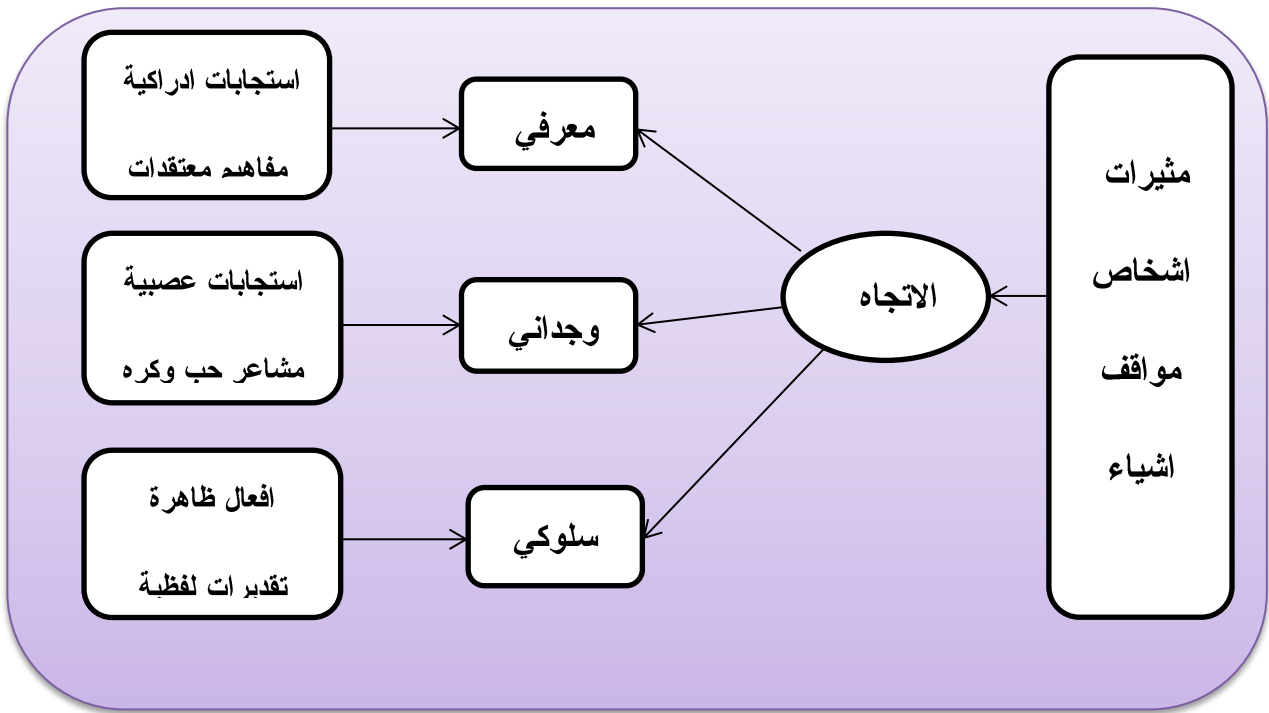 مثيرات
اشخاص
مواقف
اشياء
الاتجاه
معرفي
استجابات ادراكية
مفاهيم معتقدات
وجداني
استجابات عصبية
مشاعر حب وكره
سلوكي
افعال ظاهرة
تقديرات لفظية